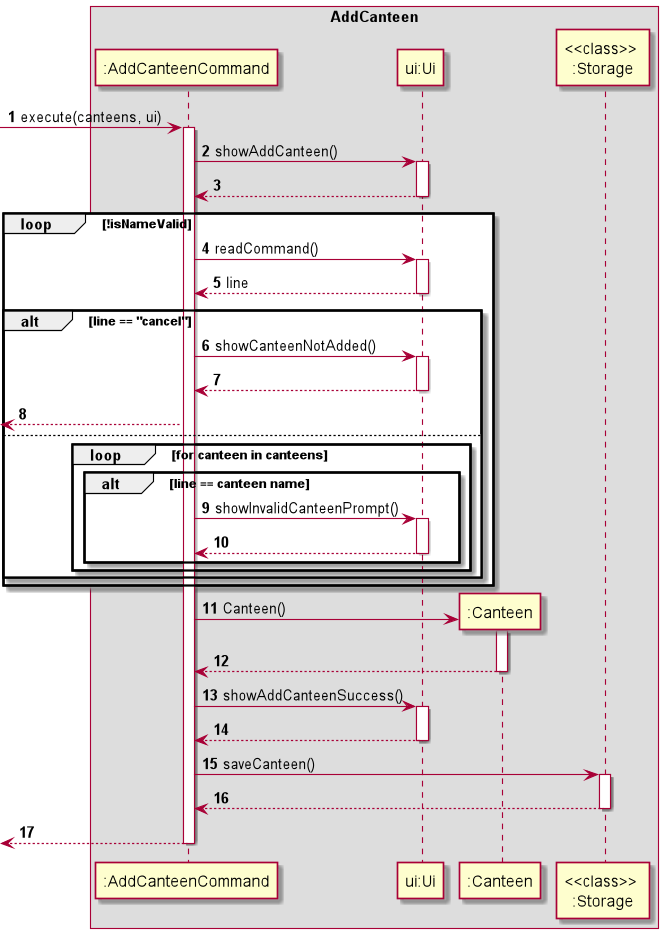 AddCanteen
:AddCanteenCommand
ui:Ui
<<class>>
:Storage
1 execute(canteens, ui)
2 showAddCanteen()
3
loop [!isNameValid]
4 readCommand()
5 line
alt [line == "cancel"]
6 showCanteenNotAdded()
7
8
loop [for canteen in canteens]
alt [line == canteen name]
9 showInvalidCanteenPrompt()
10
11 Canteen()
:Canteen
12
13 showAddCanteenSuccess()
14
15 saveCanteen()
16
17
:AddCanteenCommand
ui:Ui
:Canteen
<<class>>
:Storage